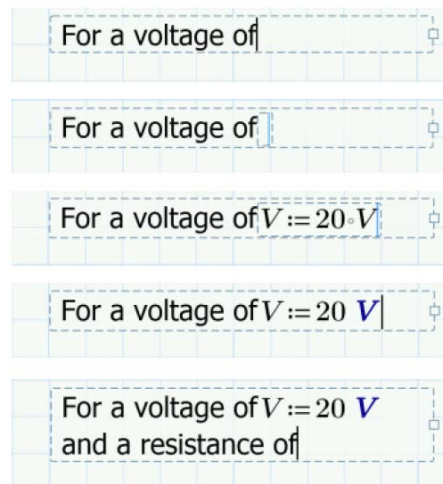 For a voltage of
For a voltage of
For a voltage of V := 20∘V
For a voltage of V := 20 V
For a voltage of V := 20 V
and a resistance of